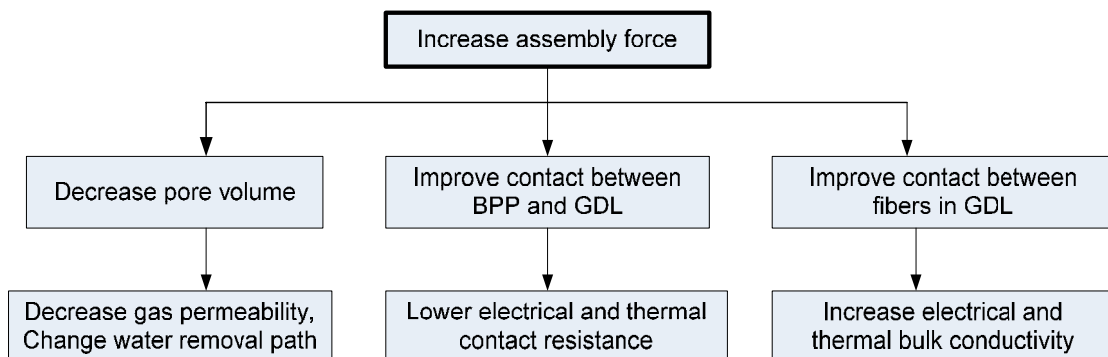 Increase assembly force
Decrease pore volume
Improve contact between
BPP and GDL
Improve contact between
fibers in GDL
Decrease gas permeability,
Change water removal path
Lower electrical and thermal
contact resistance
Increase electrical and
thermal bulk conductivity